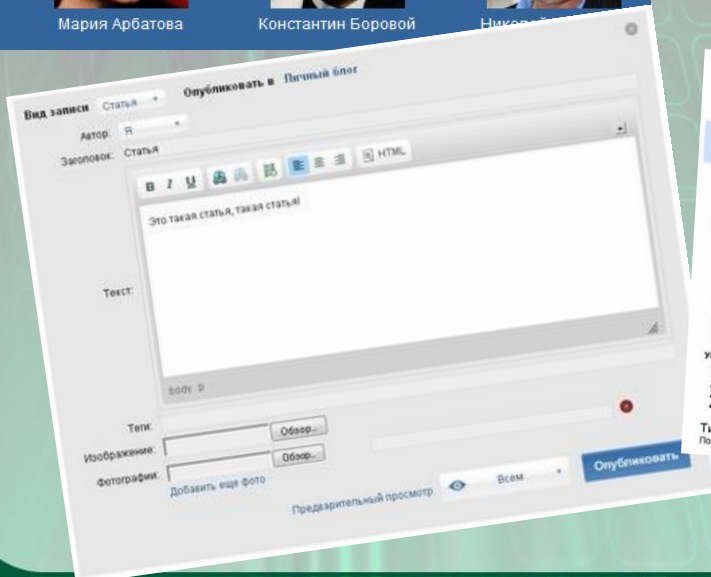 Мария Арбатова
Константин Боровой
Вид записи Статья Опубликовать в Личный блог
Автор: Я
Заголовок: Статья
B I U HTML
Это такая статья, такая статья!
Текст:
body p
Теги:
Изображение: Обзор...
Фотографии: Обзор...
Добавить еще фото
Предварительный просмотр Всем Опубликовать